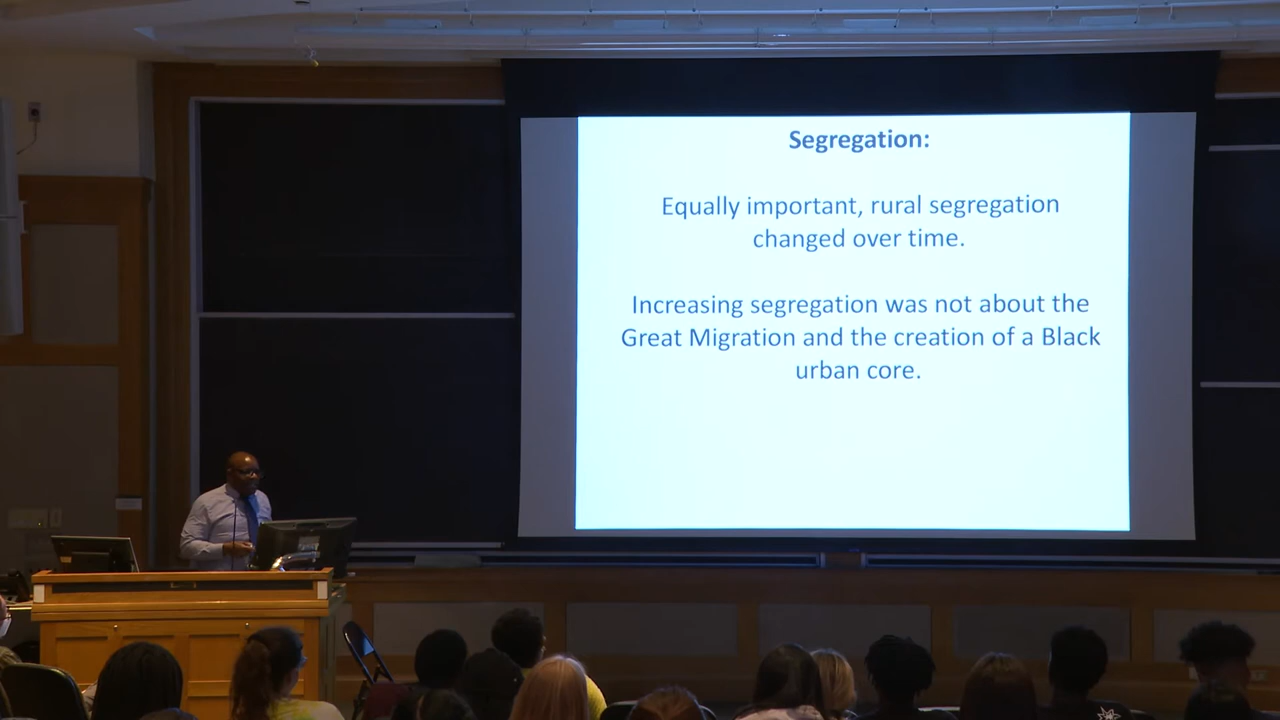 Segregation:
Equally important, rural segregation
changed over time.
Increasing segregation was not about the
Great Migration and the creation of a Black
urban core.